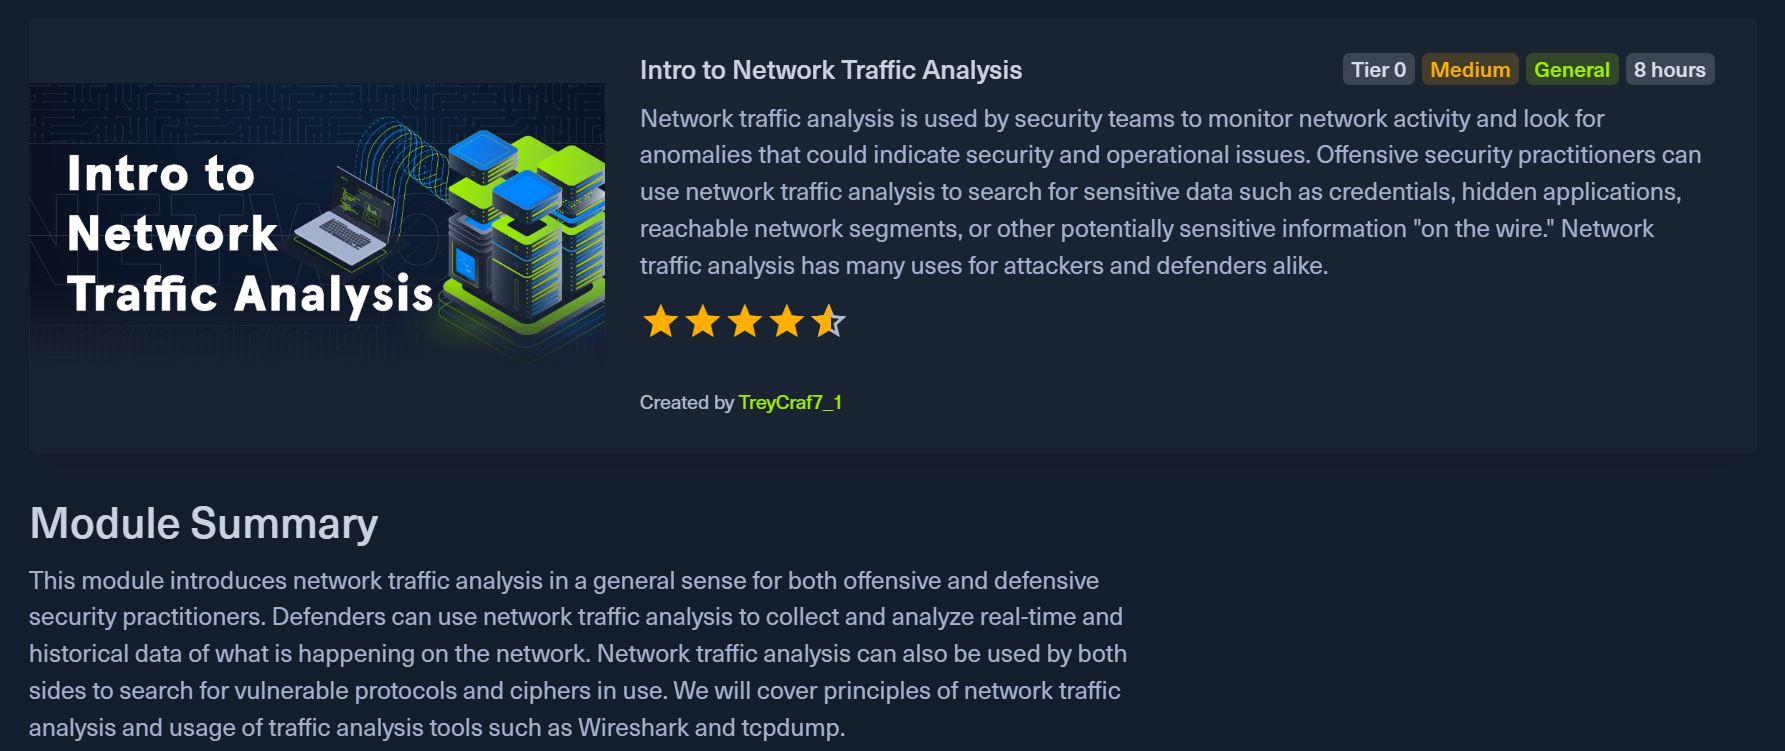 Intro to
Network
Traffic Analysis
Intro to Network Traffic Analysis
Tier 0 Medium General 8 hours
Network traffic analysis is used by security teams to monitor network activity and look for
anomalies that could indicate security and operational issues. Offensive security practitioners can
use network traffic analysis to search for sensitive data such as credentials, hidden applications,
reachable network segments, or other potentially sensitive information "on the wire." Network
traffic analysis has many uses for attackers and defenders alike.
Created by TreyCraf7_1
Module Summary
This module introduces network traffic analysis in a general sense for both offensive and defensive
security practitioners. Defenders can use network traffic analysis to collect and analyze real-time and
historical data of what is happening on the network. Network traffic analysis can also be used by both
sides to search for vulnerable protocols and ciphers in use. We will cover principles of network traffic
analysis and usage of traffic analysis tools such as Wireshark and tcpdump.